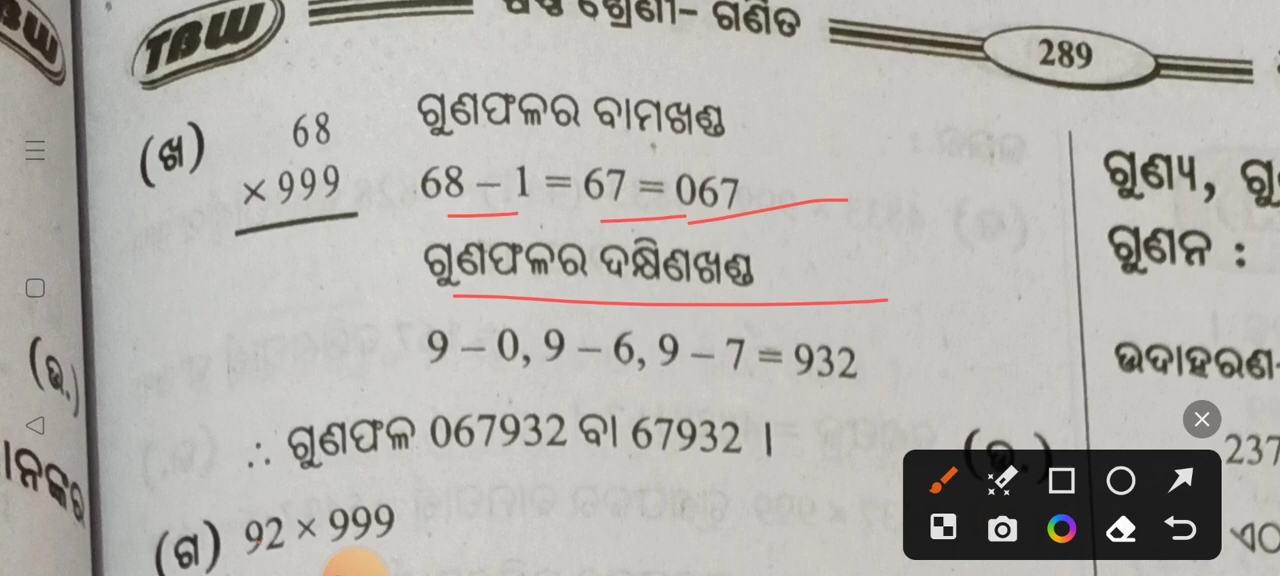 TBW
ଷଷ୍ଠ ଶ୍ରେଣୀ– ଗଣିତ
289
(ଖ) 68
× 999
ଗୁଣଫଳର ବାମଖଣ୍ଡ
68 – 1 = 67 = 067
ଗୁଣଫଳର ଦକ୍ଷିଣଖଣ୍ଡ
9 – 0, 9 – 6, 9 – 7 = 932
∴ ଗୁଣଫଳ 067932 ବା 67932 ।
(ଗ) 92 × 999
ଗୁଣ୍ୟ,
ଗୁଣନ :
ଉଦାହରଣ-
(ଉ.)
237
(ଉ.)